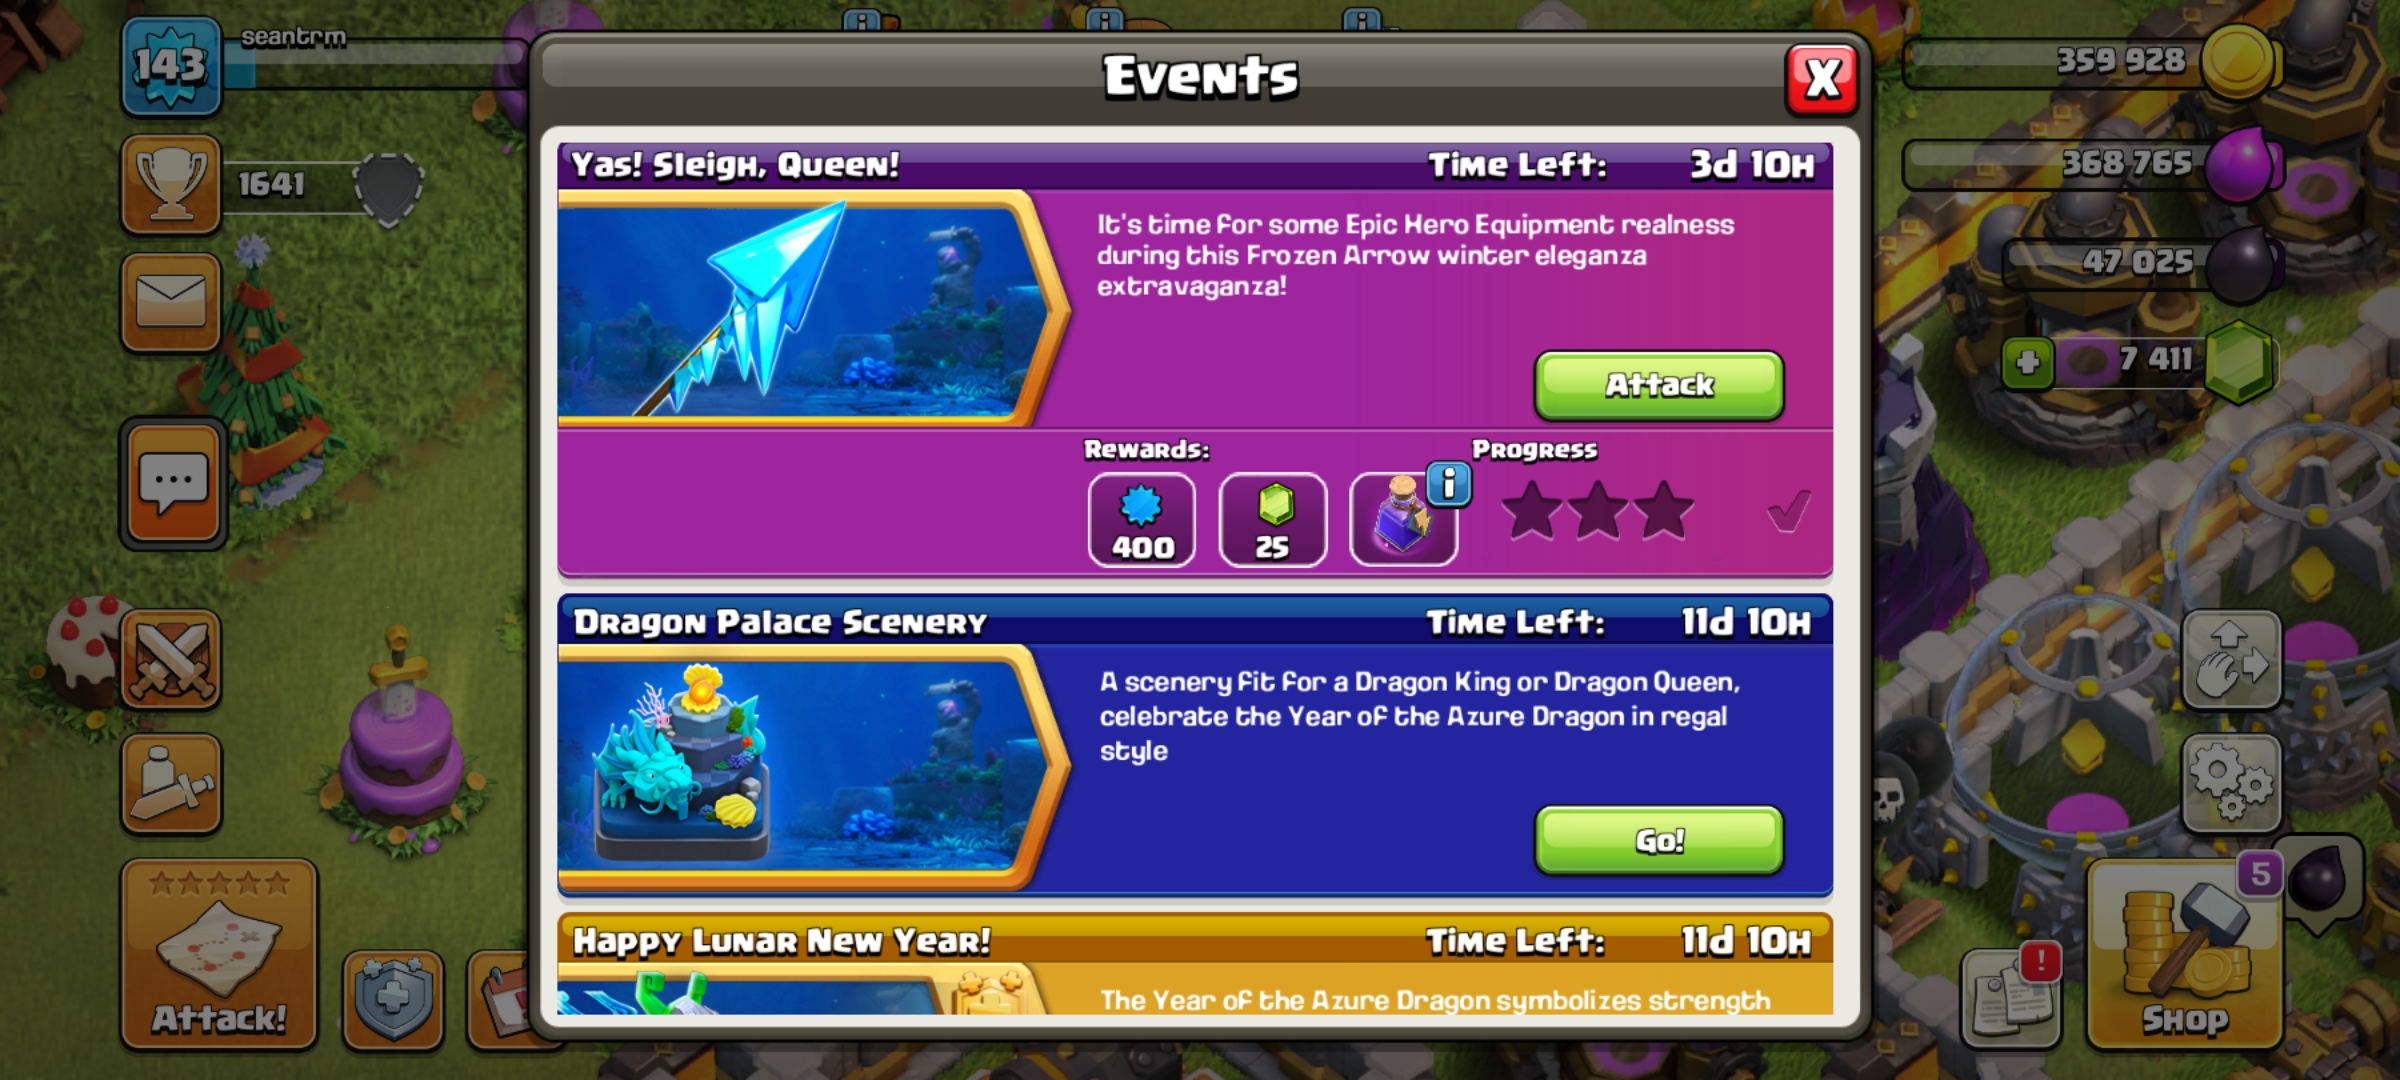 143
seantrm
1641
Events
X
359 928
368 765
47 025
7 411
Yas! Sleigh, Queen!
Time Left: 3d 10h
It's time for some Epic Hero Equipment realness
during this Frozen Arrow winter eleganza
extravaganza!
Attack
Rewards:
Progress
400
25
i
Dragon Palace Scenery
Time Left: 11d 10h
A scenery fit for a Dragon King or Dragon Queen,
celebrate the Year of the Azure Dragon in regal
style
Go!
Happy Lunar New Year!
Time Left: 11d 10h
The Year of the Azure Dragon symbolizes strength
Attack!
5
!
Shop